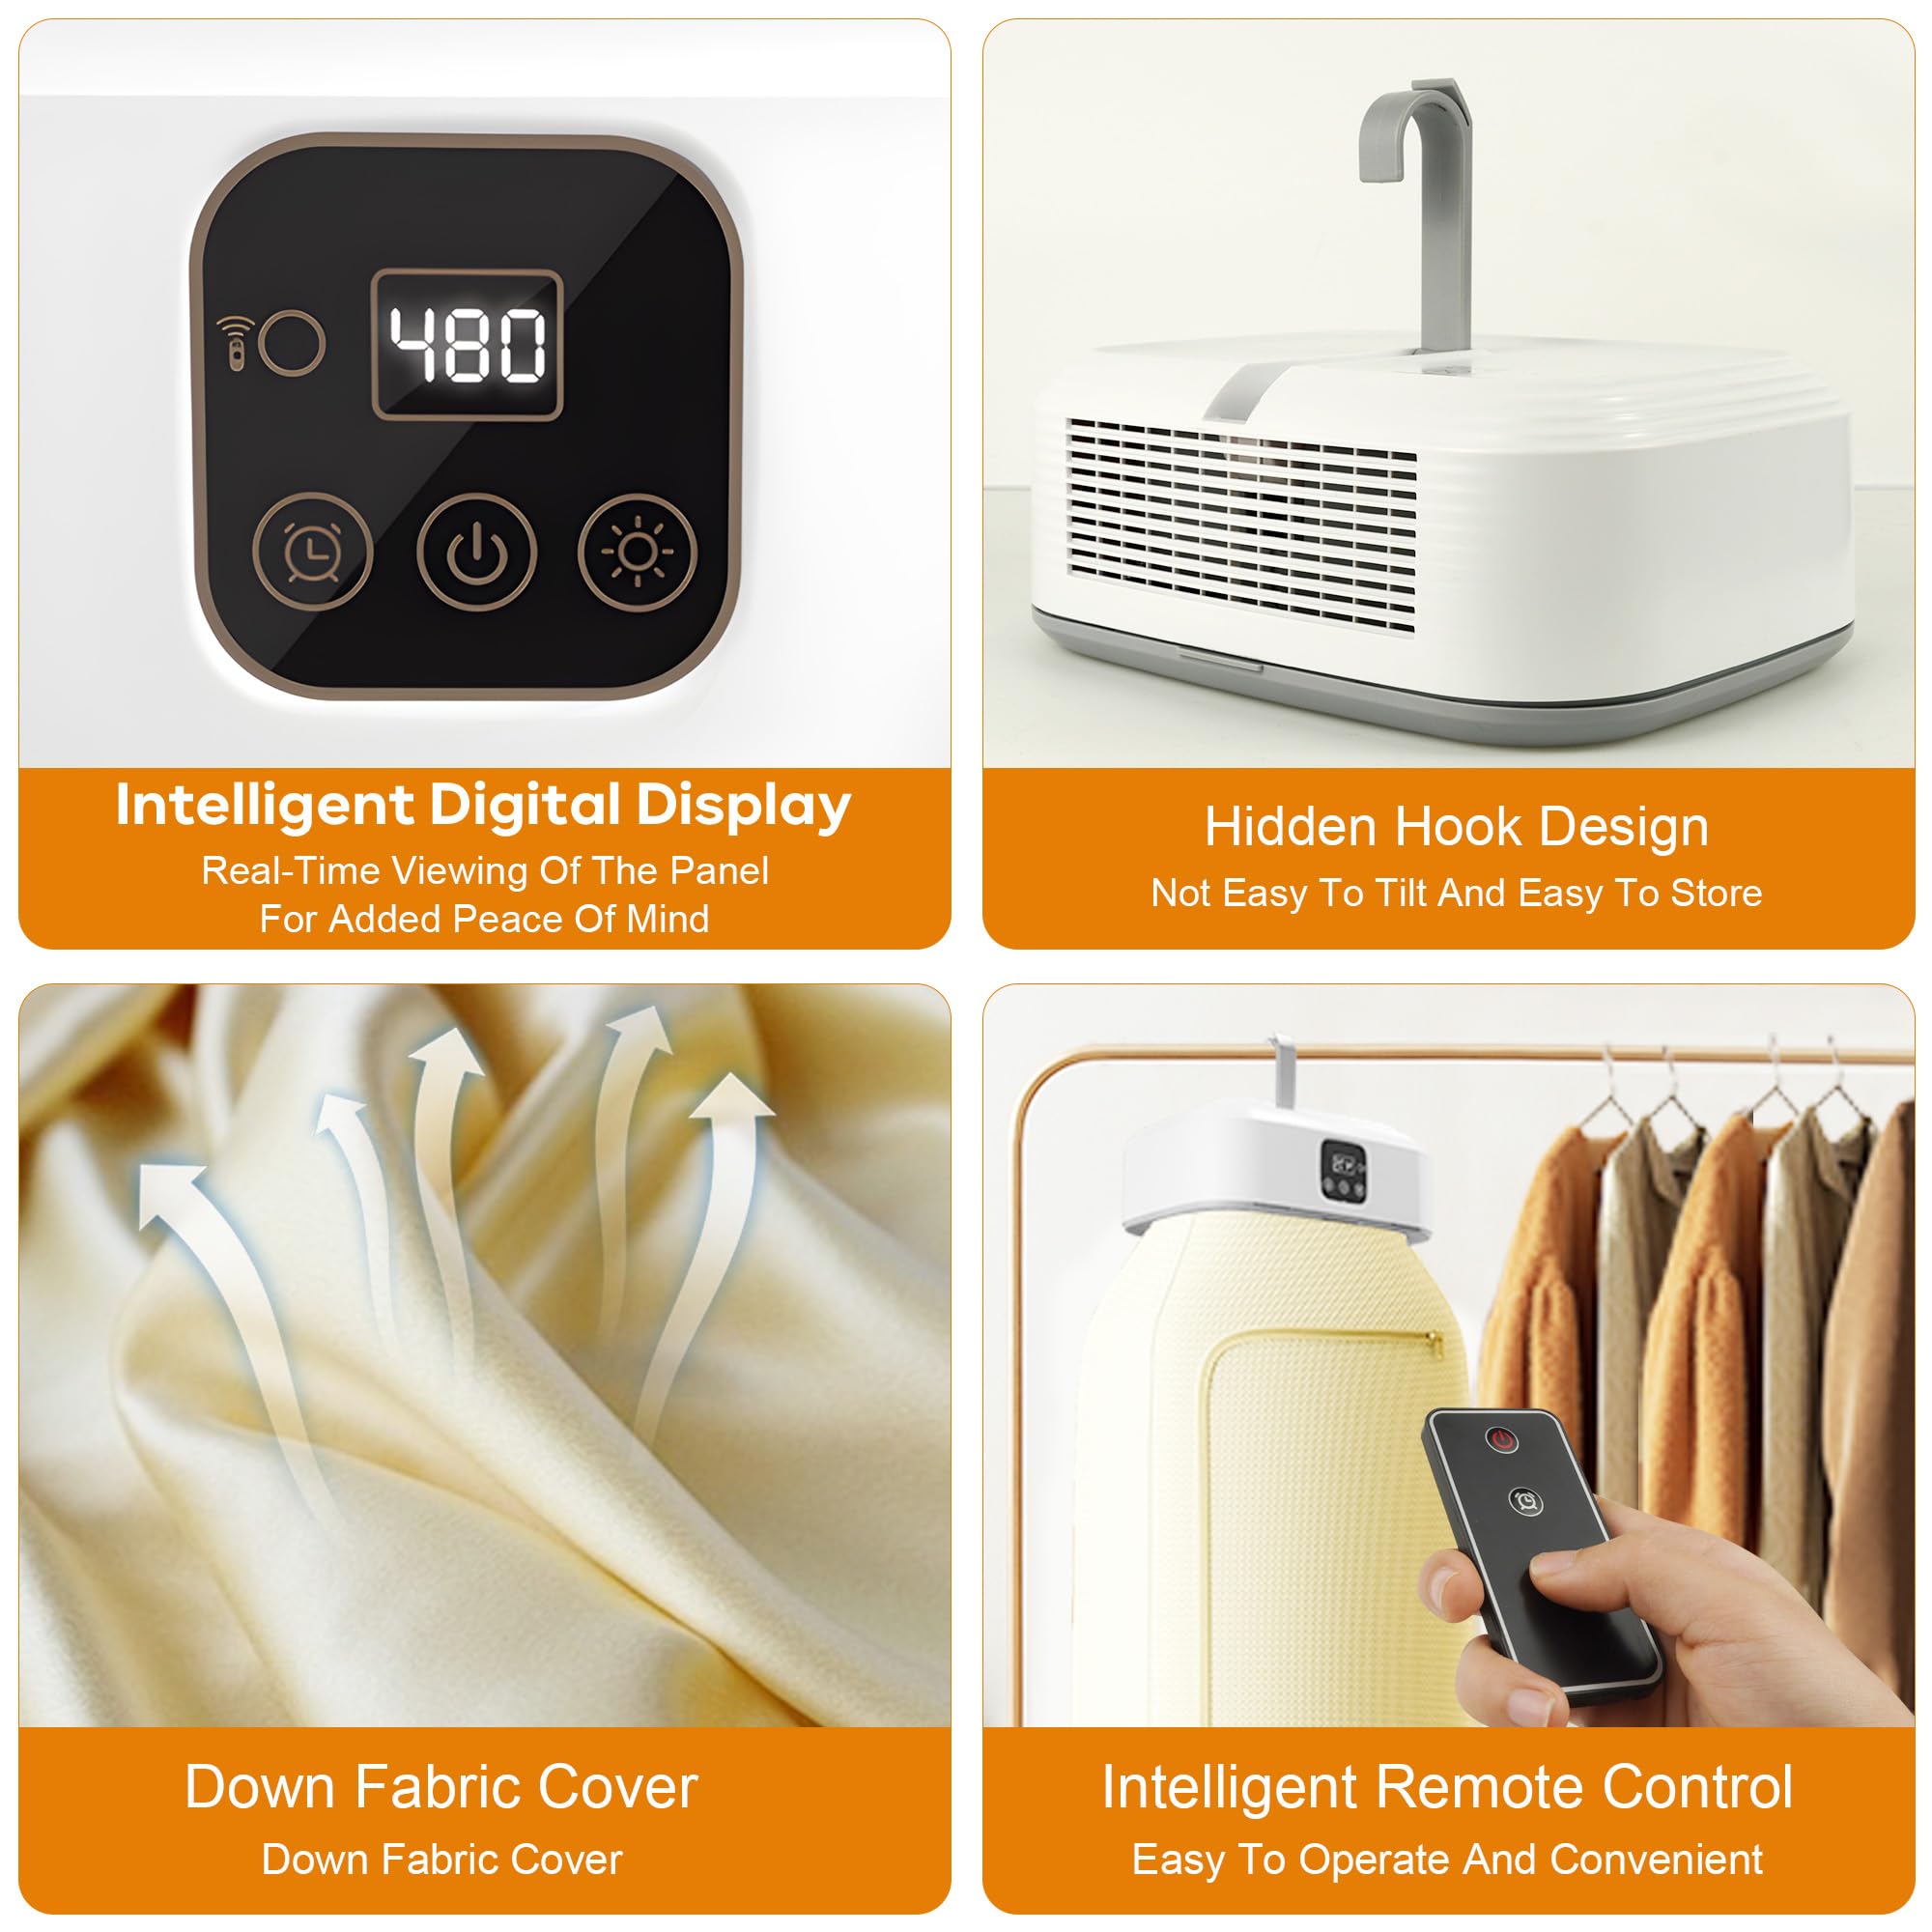 480
Intelligent Digital Display
Real-Time Viewing Of The Panel
For Added Peace Of Mind
Hidden Hook Design
Not Easy To Tilt And Easy To Store
Down Fabric Cover
Down Fabric Cover
Intelligent Remote Control
Easy To Operate And Convenient